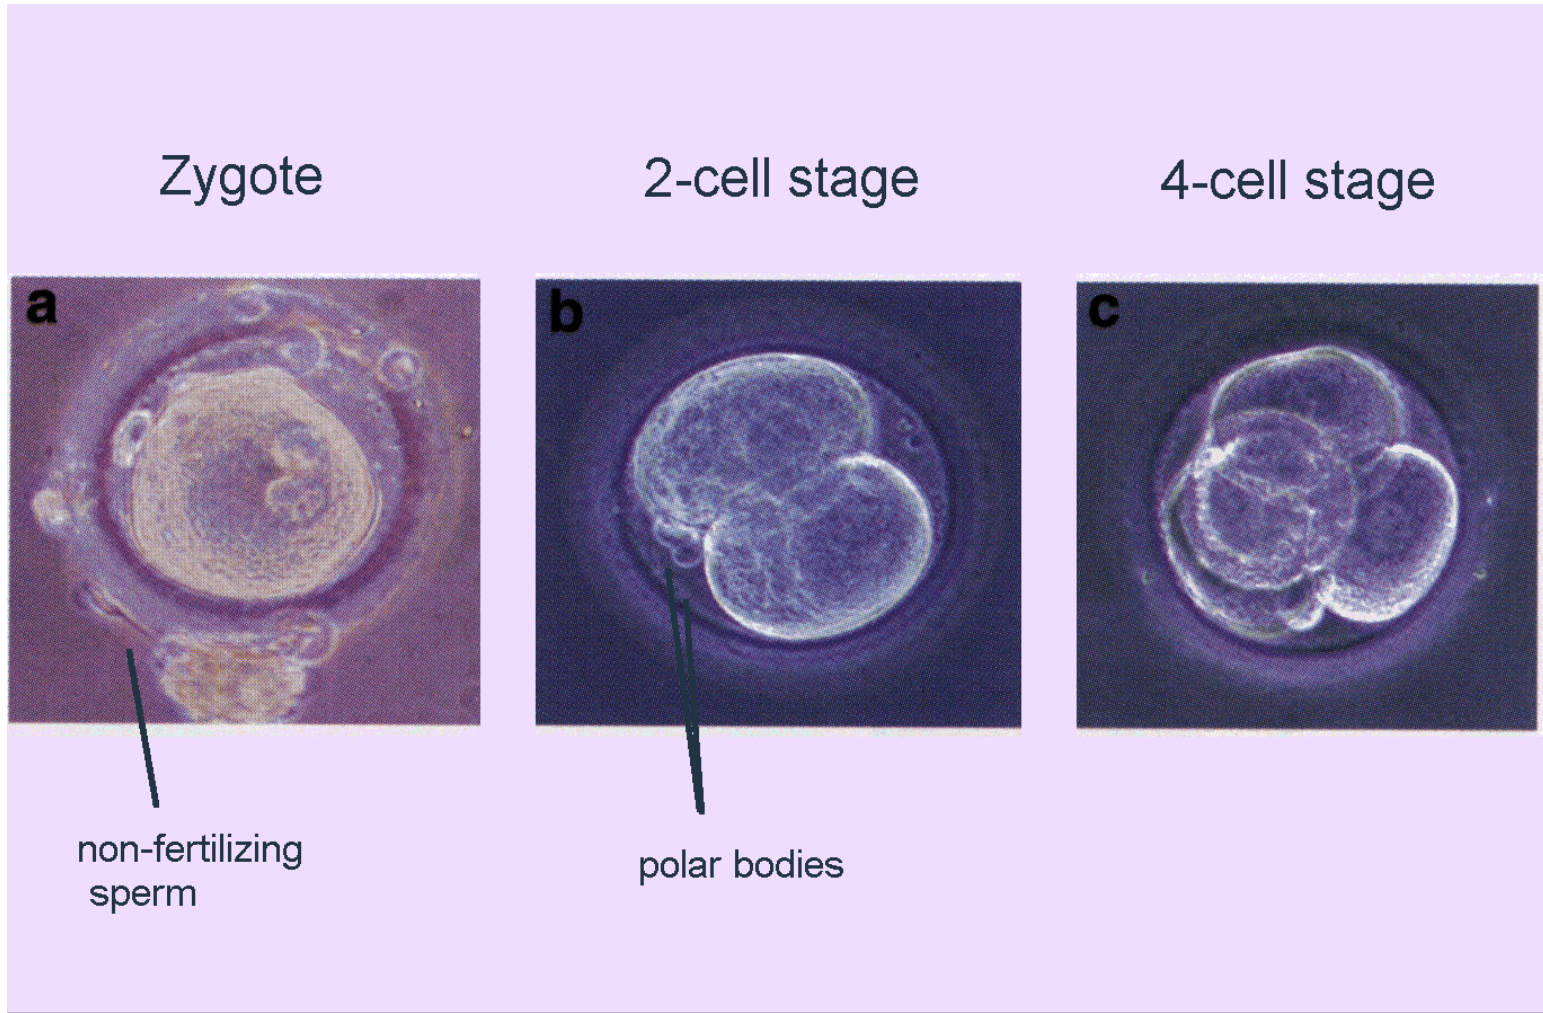 Zygote
2-cell stage
4-cell stage
a
b
c
non-fertilizing
sperm
polar bodies